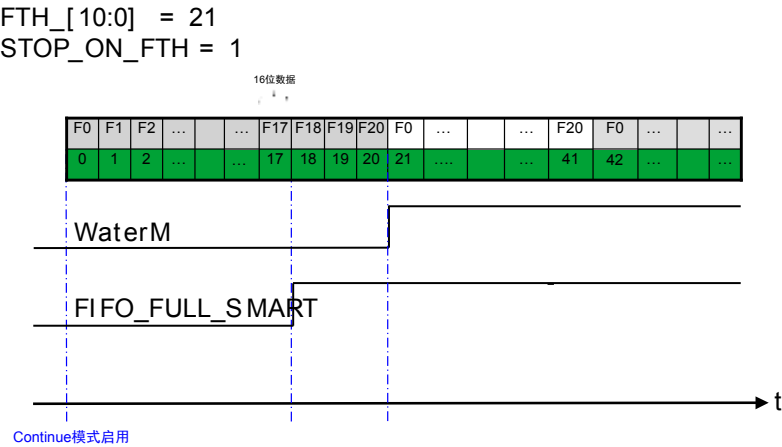 FTH_[10:0] = 21
STOP_ON_FTH = 1
16位数据
F0 F1 F2 ... ... F17 F18 F19 F20 F0 ... ... F20 F0 ... ...
0 1 2 ... ... 17 18 19 20 21 .... ... 41 42 ... ...
WaterM
FIFO_FULL_SMART
t
Continue模式启用